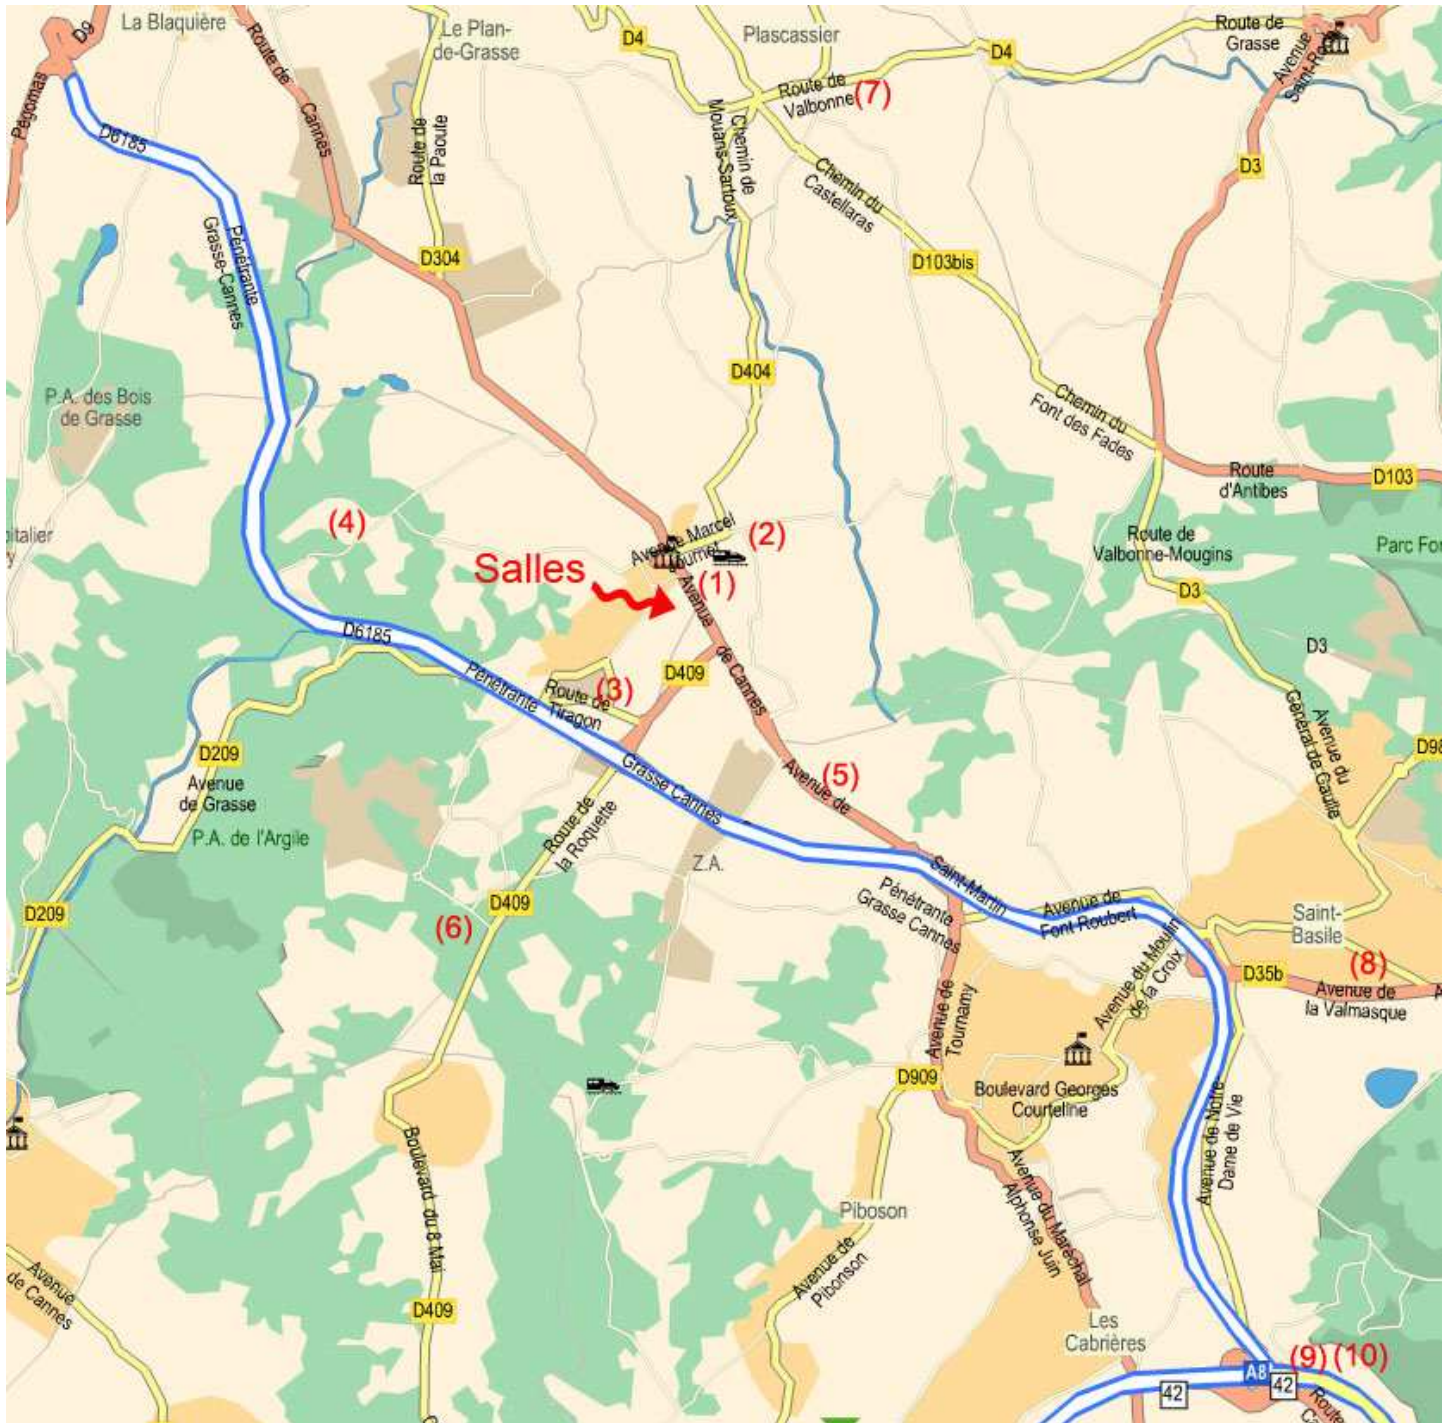 D9
La Blaquière
Le Plan-
de-Grasse
D4
Plascassier
Route de
Grasse
Avenue
D4
Pégomas
Route de
Cannes
D6185
Route de
la Paoute
Route de
Valbonne
(7)
Chemin de
Mouans-Sartoux
Chemin du
Castellaras
D3
Pénétrante
Grasse-Cannes
D304
D103bis
D404
P.A. des Bois
de Grasse
Chemin du
Font des Fades
Route
d'Antibes
D103
(4)
Avenue Marcel
Journet
(2)
Route de
Valbonne-Mougins
Parc For
Salles
(1)
D3
D3
D6185
Avenue
de Cannes
D409
Pénétrante
Route de
Tiragon
(3)
Avenue du
Général de Gaulle
D209
Avenue
de Grasse
Grasse Cannes
Avenue de
(5)
P.A. de l'Argile
Route de
la Roquette
Z.A.
Saint-Martin
Pénétrante
Grasse Cannes
D409
D209
(6)
Avenue de
Font Roubert
Saint-
Basile
(8)
Avenue du Moulin
de la Croix
D35b
Avenue de
la Valmasque
Avenue de
Tournamy
D909
Boulevard Georges
Courteline
Avenue de Notre
Dame de Vie
Boulevard du 8 Mai
Avenue du Maréchal
Alphonse Juin
Piboson
Avenue de
Pibonson
Avenue
de Cannes
D409
Les
Cabrières
A8
(9)
(10)
42
42
Route